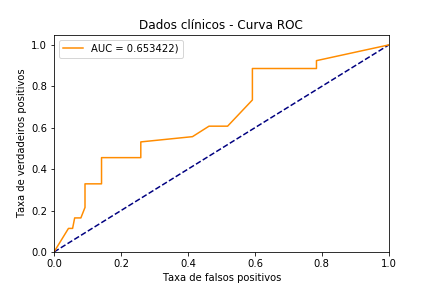 Dados clínicos - Curva ROC
AUC = 0.653422)
Taxa de verdadeiros positivos
1.0
0.8
0.6
0.4
0.2
0.0
0.0 0.2 0.4 0.6 0.8 1.0
Taxa de falsos positivos